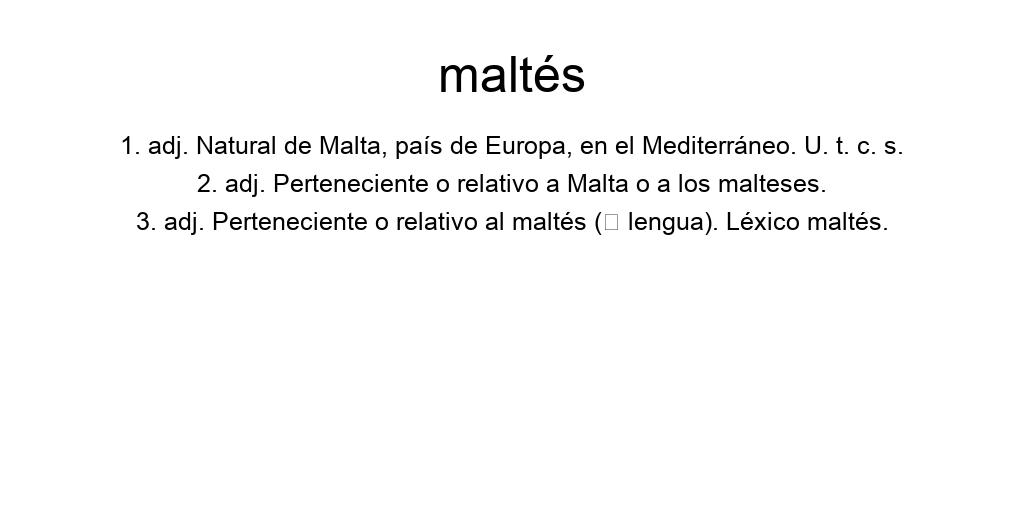 maltés
1. adj. Natural de Malta, país de Europa, en el Mediterráneo. U. t. c. s.
2. adj. Perteneciente o relativo a Malta o a los malteses.
3. adj. Perteneciente o relativo al maltés (□ lengua). Léxico maltés.